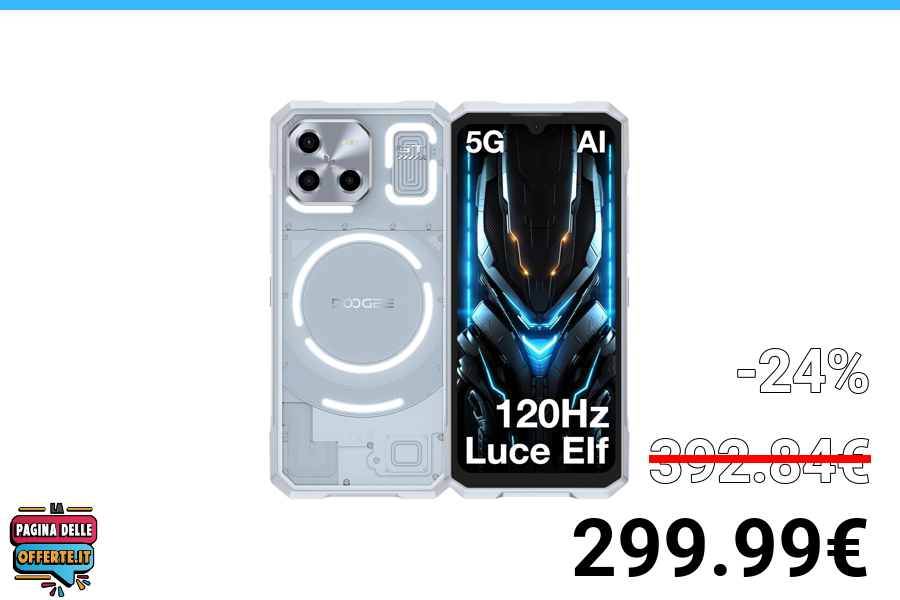 5G AI
DOOGEE
120Hz
Luce Elf
-24%
392.84€
299.99€
LA
PAGINA DELLE
OFFERTE.IT